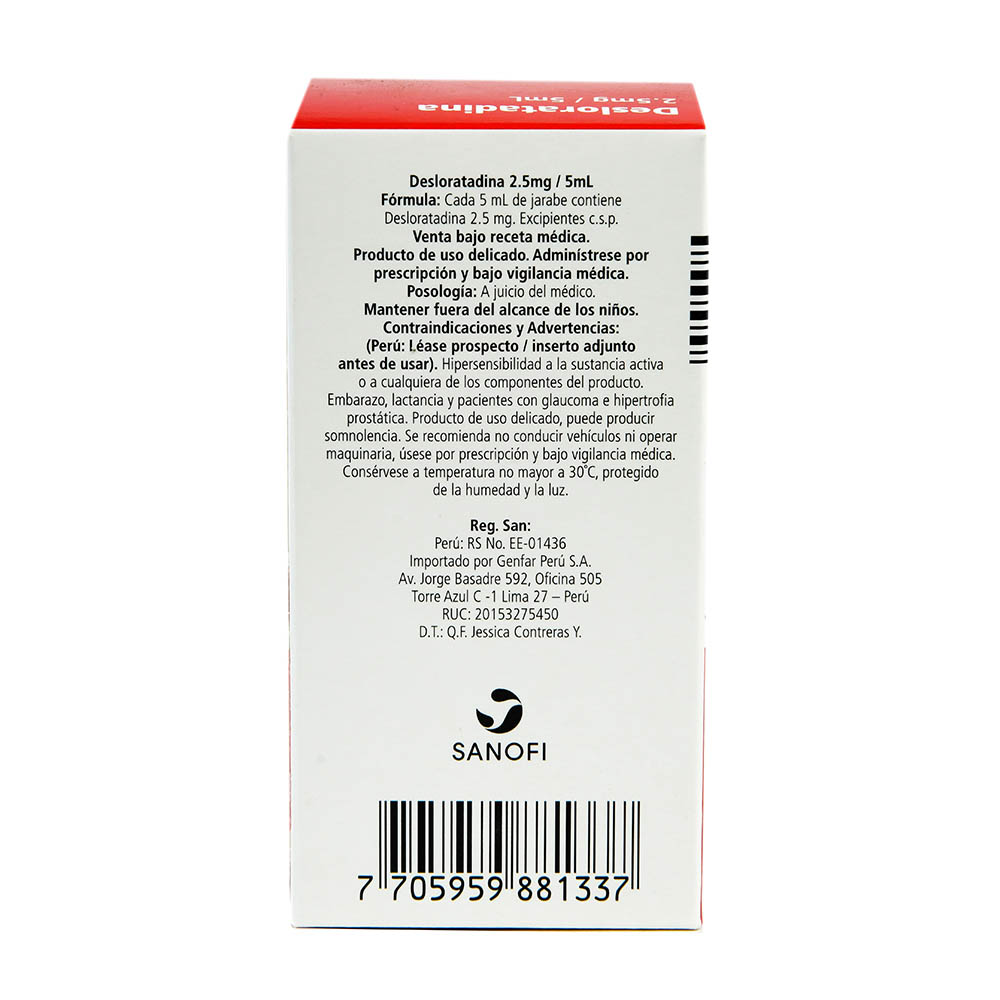 Desloratadina
2.5mg / 5mL
Desloratadina 2.5mg / 5mL
Fórmula: Cada 5 mL de jarabe contiene
Desloratadina 2.5 mg. Excipientes c.s.p.
Venta bajo receta médica.
Producto de uso delicado. Adminístrese por
prescripción y bajo vigilancia médica.
Posología: A juicio del médico.
Mantener fuera del alcance de los niños.
Contraindicaciones y Advertencias:
(Perú: Léase prospecto / inserto adjunto
antes de usar). Hipersensibilidad a la sustancia activa
o a cualquiera de los componentes del producto.
Embarazo, lactancia y pacientes con glaucoma e hipertrofia
prostática. Producto de uso delicado, puede producir
somnolencia. Se recomienda no conducir vehículos ni operar
maquinaria, úsese por prescripción y bajo vigilancia médica.
Consérvese a temperatura no mayor a 30°C, protegido
de la humedad y la luz.
Reg. San:
Perú: RS No. EE-01436
Importado por Genfar Perú S.A.
Av. Jorge Basadre 592, Oficina 505
Torre Azul C -1 Lima 27 – Perú
RUC: 20153275450
D.T.: Q.F. Jessica Contreras Y.
SANOFI
7 705959 881337